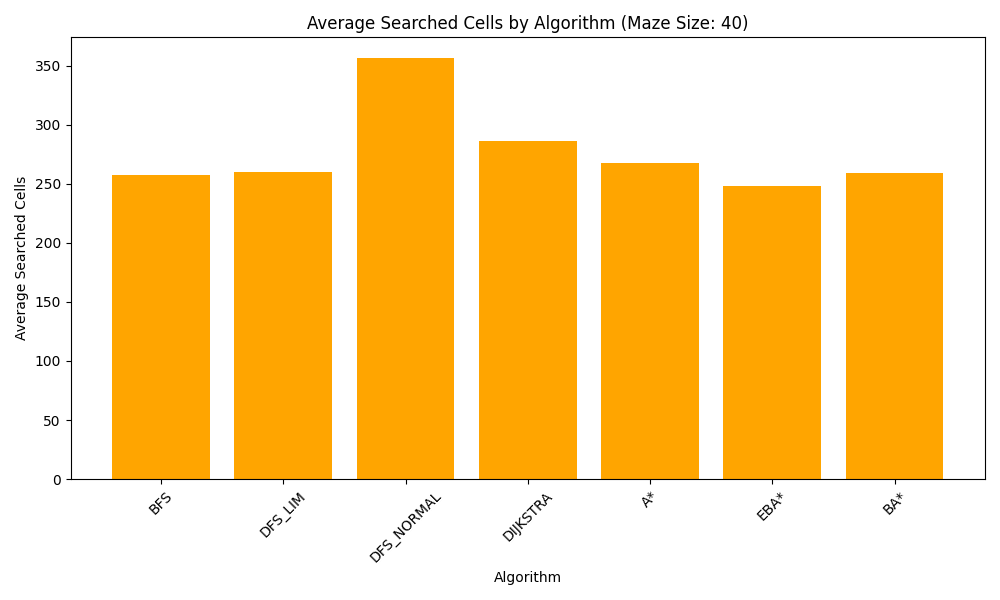 Average Searched Cells by Algorithm (Maze Size: 40)
Average Searched Cells
350
300
250
200
150
100
50
0
BFS
DFS_LIM
DFS_NORMAL
DIJKSTRA
A*
EBA*
BA*
Algorithm